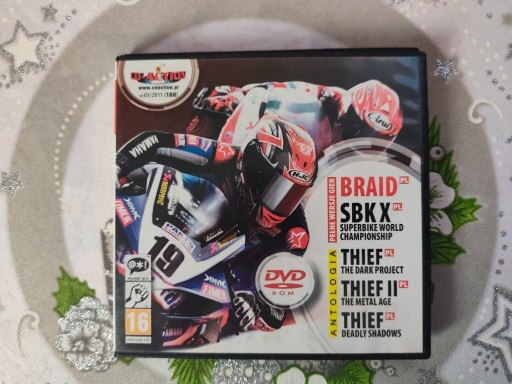 CD-ACTION
www.cdaction.pl
nr 03/2011 (188)
Arai
YAMAHA
HJC
19
PEŁNE WERSJE GIER
BRAID PL
SBK X PL
SUPERBIKE WORLD
CHAMPIONSHIP
ANTOLOGIA
THIEF PL
THE DARK PROJECT
THIEF II PL
THE METAL AGE
THIEF PL
DEADLY SHADOWS
DVD
ROM
@*!
16
YAMAHA